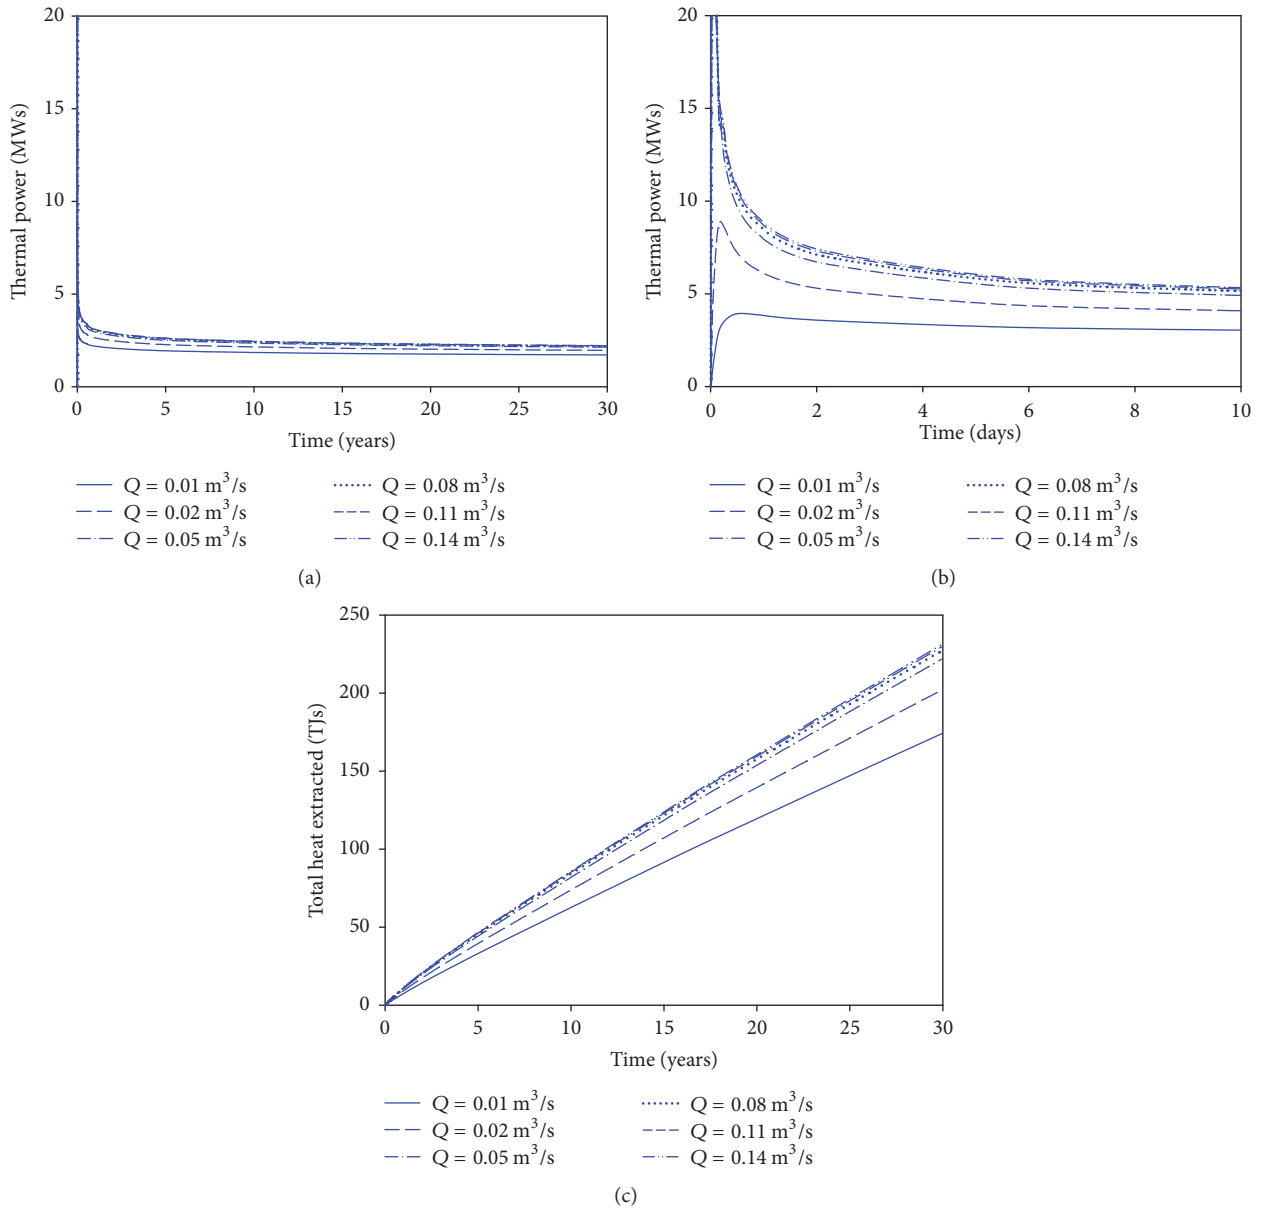 Thermal power (MWs)
20
15
10
5
0
0 5 10 15 20 25 30
Time (years)
Q = 0.01 m³/s
Q = 0.02 m³/s
Q = 0.05 m³/s
Q = 0.08 m³/s
Q = 0.11 m³/s
Q = 0.14 m³/s
(a)
Thermal power (MWs)
20
15
10
5
0
0 2 4 6 8 10
Time (days)
Q = 0.01 m³/s
Q = 0.02 m³/s
Q = 0.05 m³/s
Q = 0.08 m³/s
Q = 0.11 m³/s
Q = 0.14 m³/s
(b)
Total heat extracted (TJs)
250
200
150
100
50
0
0 5 10 15 20 25 30
Time (years)
Q = 0.01 m³/s
Q = 0.02 m³/s
Q = 0.05 m³/s
Q = 0.08 m³/s
Q = 0.11 m³/s
Q = 0.14 m³/s
(c)